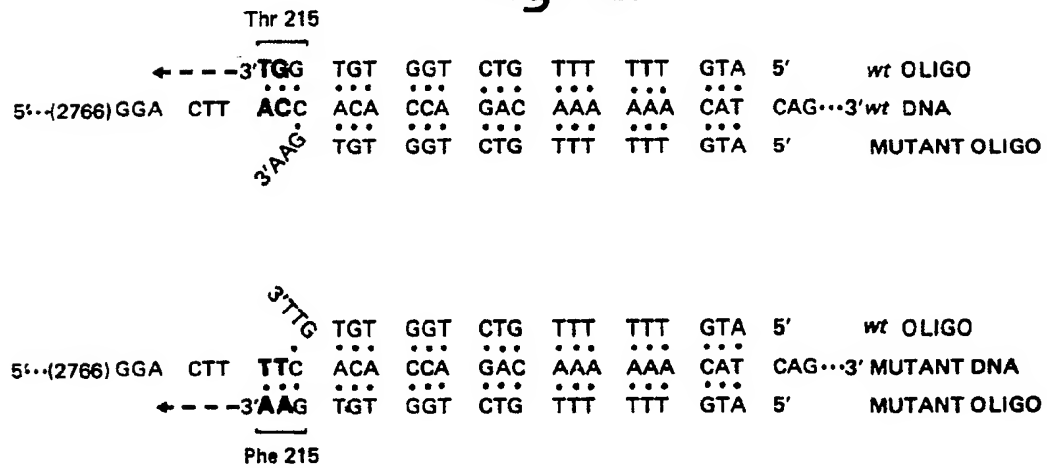 Thr 215
3'TGG TGT GGT CTG TTT TTT GTA 5' wt OLIGO
5'···(2766) GGA CTT ACC ACA CCA GAC AAA AAA CAT CAG···3' wt DNA
3'AAG TGT GGT CTG TTT TTT GTA 5' MUTANT OLIGO
3'TTG TGT GGT CTG TTT TTT GTA 5' wt OLIGO
5'···(2766) GGA CTT TTC ACA CCA GAC AAA AAA CAT CAG···3' MUTANT DNA
3'AAG TGT GGT CTG TTT TTT GTA 5' MUTANT OLIGO
Phe 215